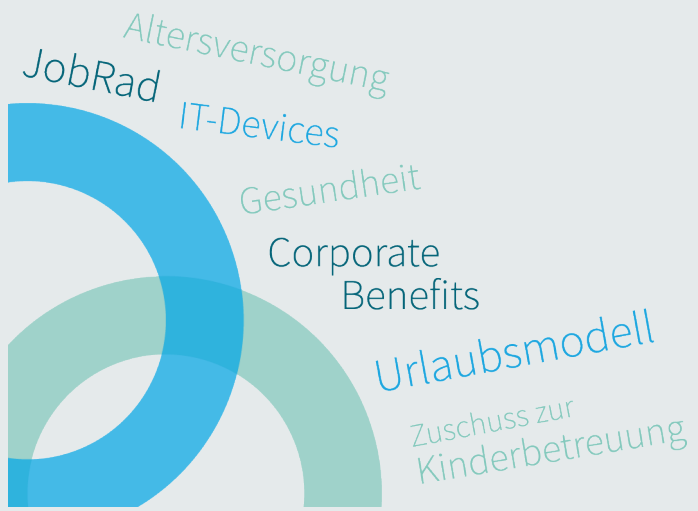 Altersversorgung
JobRad
IT-Devices
Gesundheit
Corporate
Benefits
Urlaubsmodell
Zuschuss zur
Kinderbetreuung